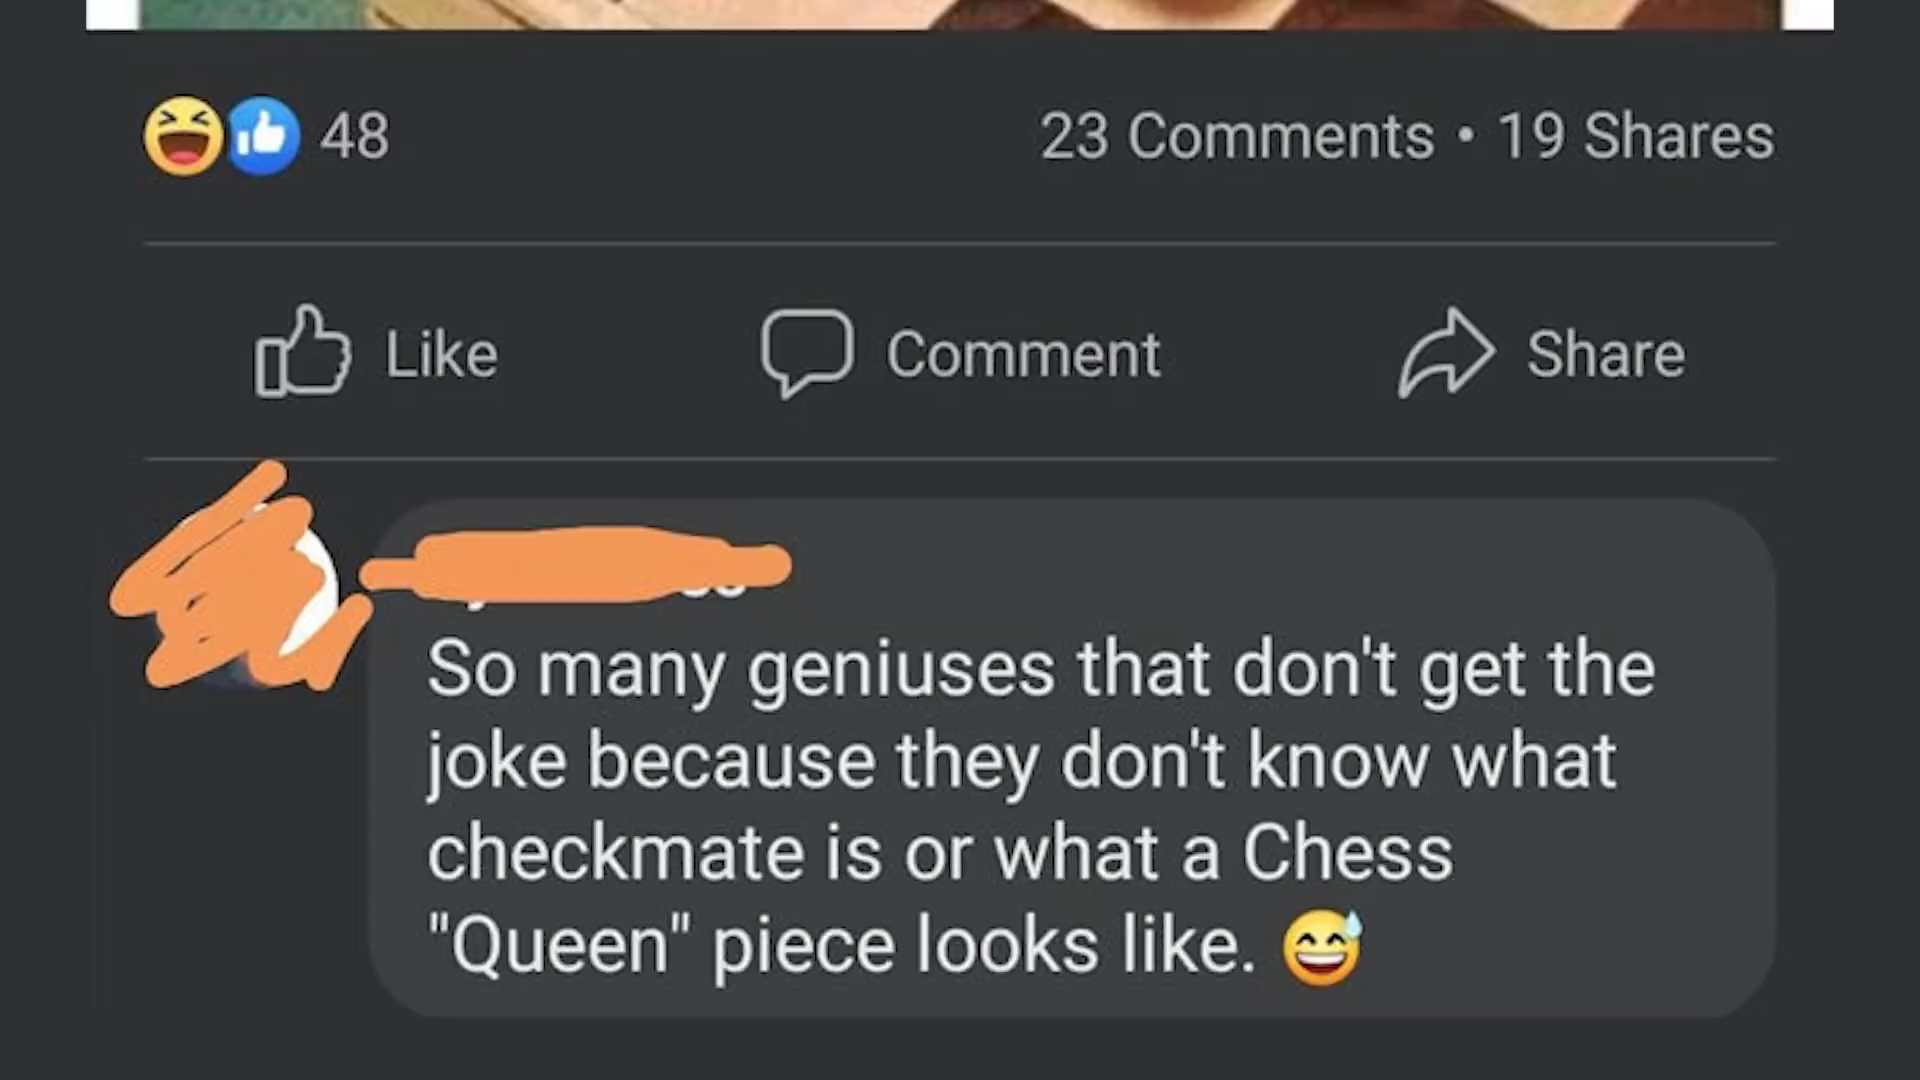 48
23 Comments • 19 Shares
Like
Comment
Share
So many geniuses that don't get the
joke because they don't know what
checkmate is or what a Chess
"Queen" piece looks like. 😅